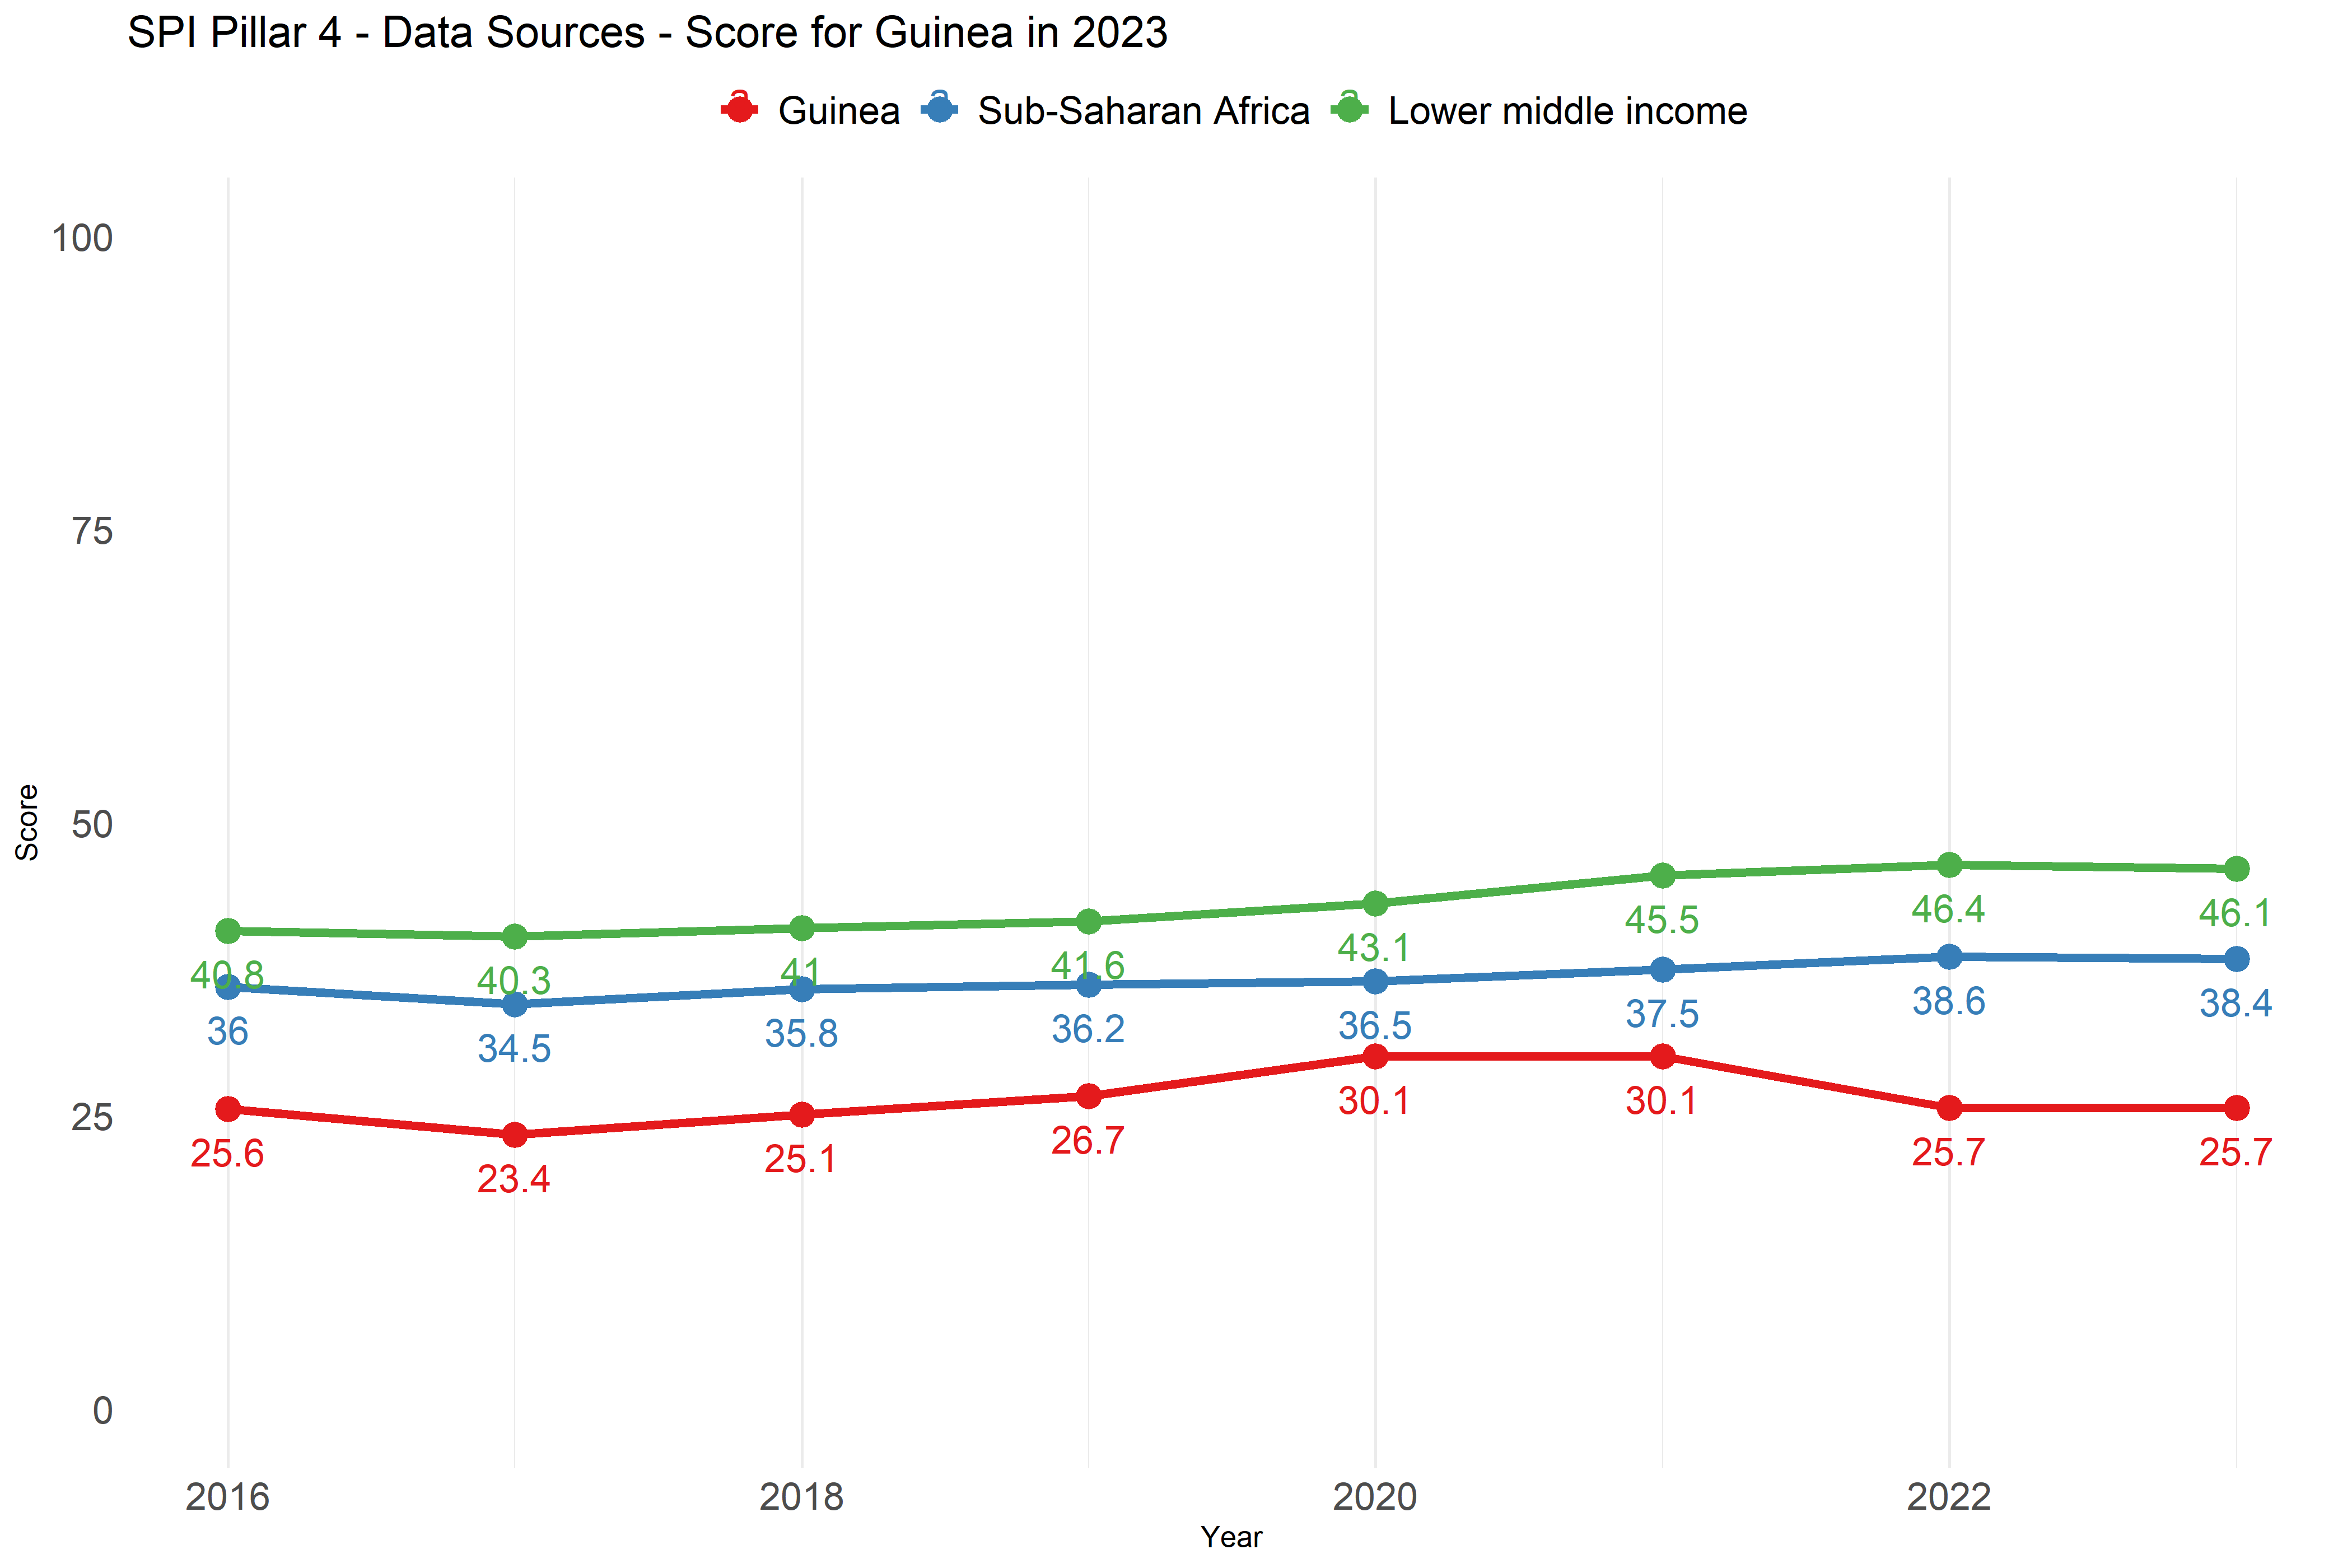 SPI Pillar 4 - Data Sources - Score for Guinea in 2023
Guinea Sub-Saharan Africa Lower middle income
100
75
50
25
0
Score
40.8 40.3 41 41.6 43.1 45.5 46.4 46.1
36 34.5 35.8 36.2 36.5 37.5 38.6 38.4
25.6 23.4 25.1 26.7 30.1 30.1 25.7 25.7
2016 2018 2020 2022
Year